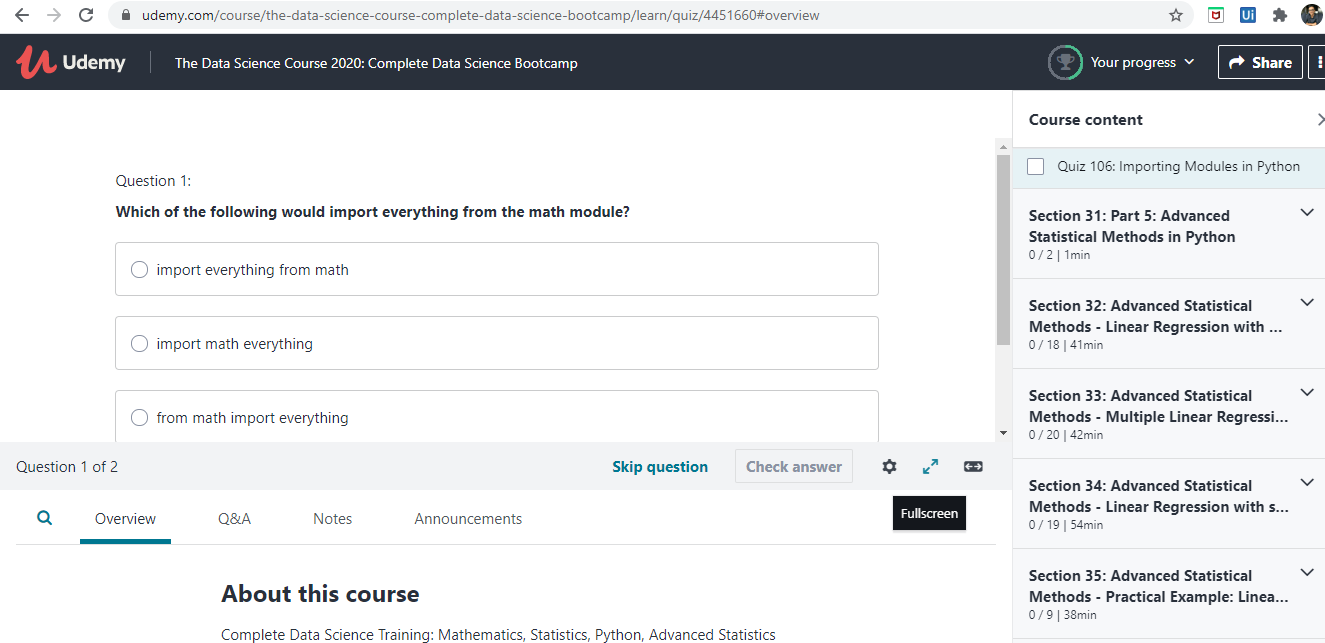 udemy.com/course/the-data-science-course-complete-data-science-bootcamp/learn/quiz/4451660#overview
Ui
Udemy
The Data Science Course 2020: Complete Data Science Bootcamp
Your progress
Share
Question 1:
Which of the following would import everything from the math module?
import everything from math
import math everything
from math import everything
Question 1 of 2
Skip question
Check answer
Fullscreen
Overview
Q&A
Notes
Announcements
About this course
Complete Data Science Training: Mathematics, Statistics, Python, Advanced Statistics
Course content
Quiz 106: Importing Modules in Python
Section 31: Part 5: Advanced
Statistical Methods in Python
0 / 2 | 1min
Section 32: Advanced Statistical
Methods - Linear Regression with ...
0 / 18 | 41min
Section 33: Advanced Statistical
Methods - Multiple Linear Regressi...
0 / 20 | 42min
Section 34: Advanced Statistical
Methods - Linear Regression with s...
0 / 19 | 54min
Section 35: Advanced Statistical
Methods - Practical Example: Linea...
0 / 9 | 38min